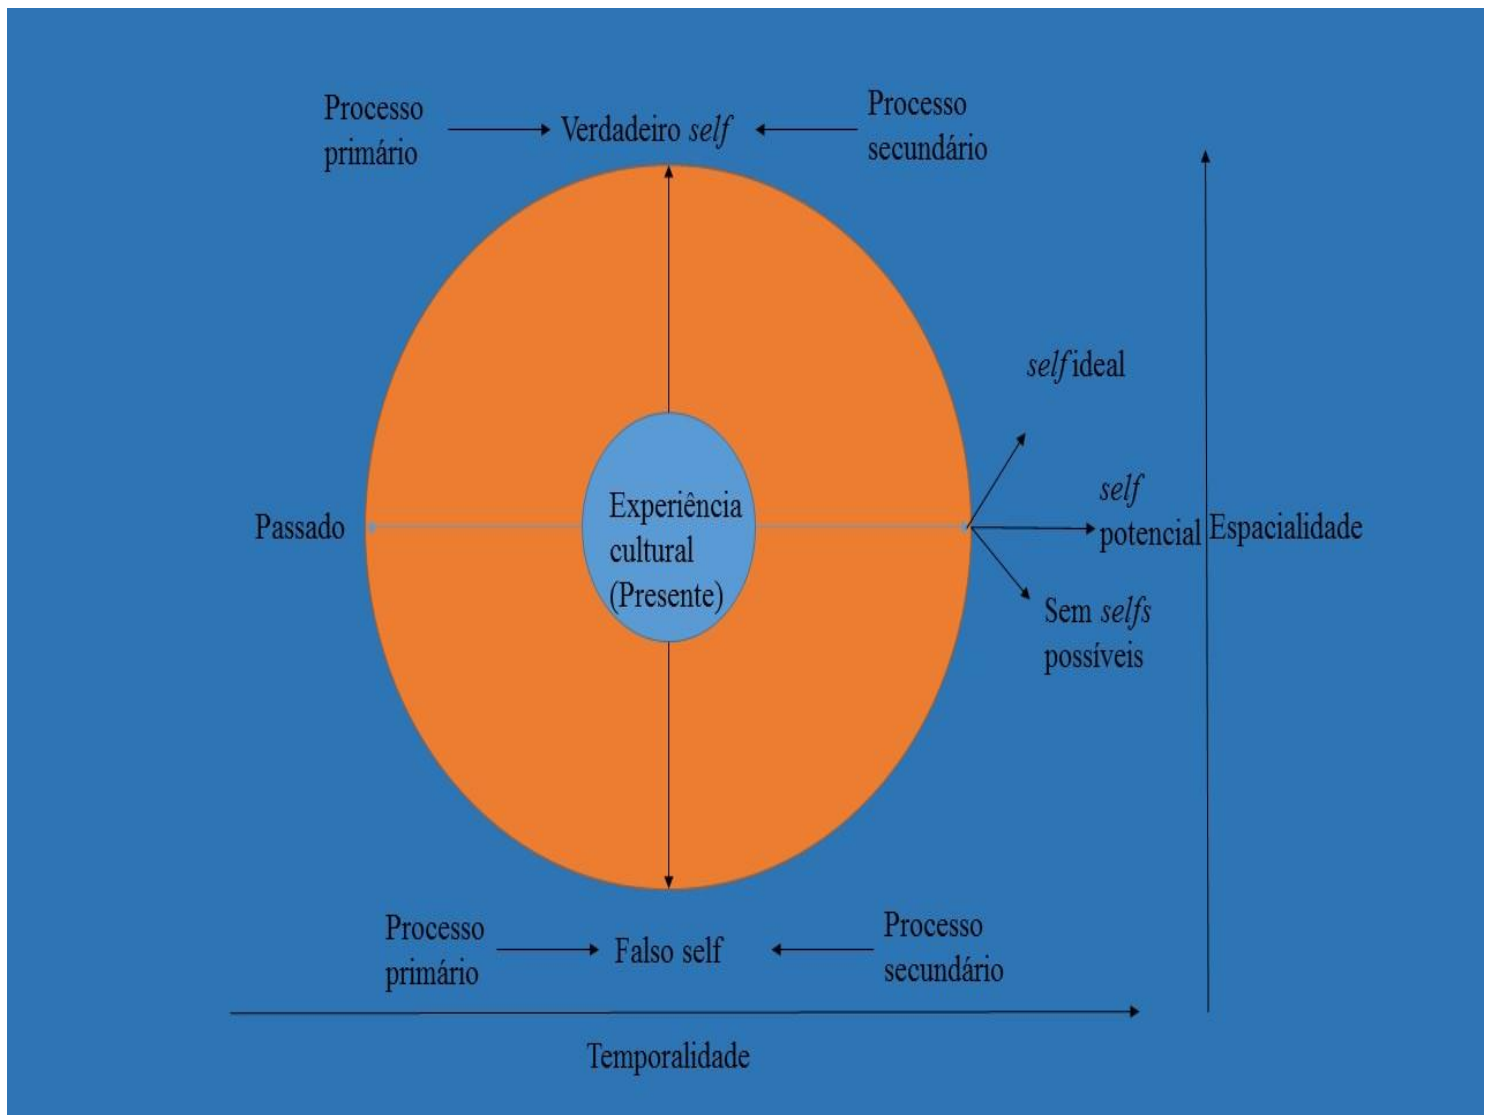 Processo
primário
Verdadeiro self
Processo
secundário
self ideal
self
potencial
Espacialidade
Sem selfs
possíveis
Passado
Experiência
cultural
(Presente)
Processo
primário
Falso self
Processo
secundário
Temporalidade